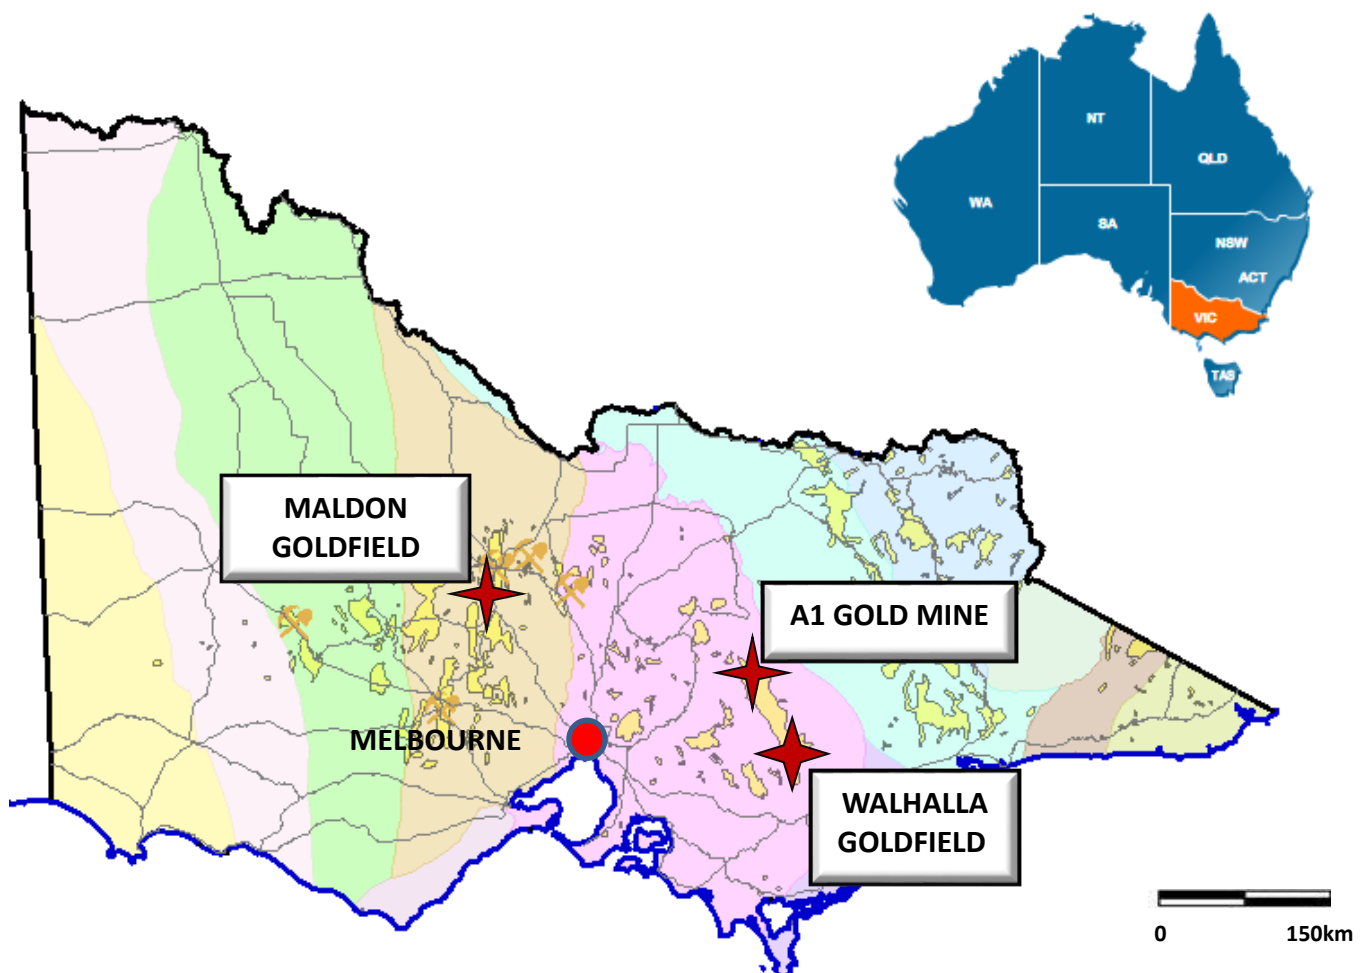 NT
QLD
WA
SA
NSW
ACT
VIC
TAS
MALDON
GOLDFIELD
A1 GOLD MINE
MELBOURNE
WALHALLA
GOLDFIELD
0 150km